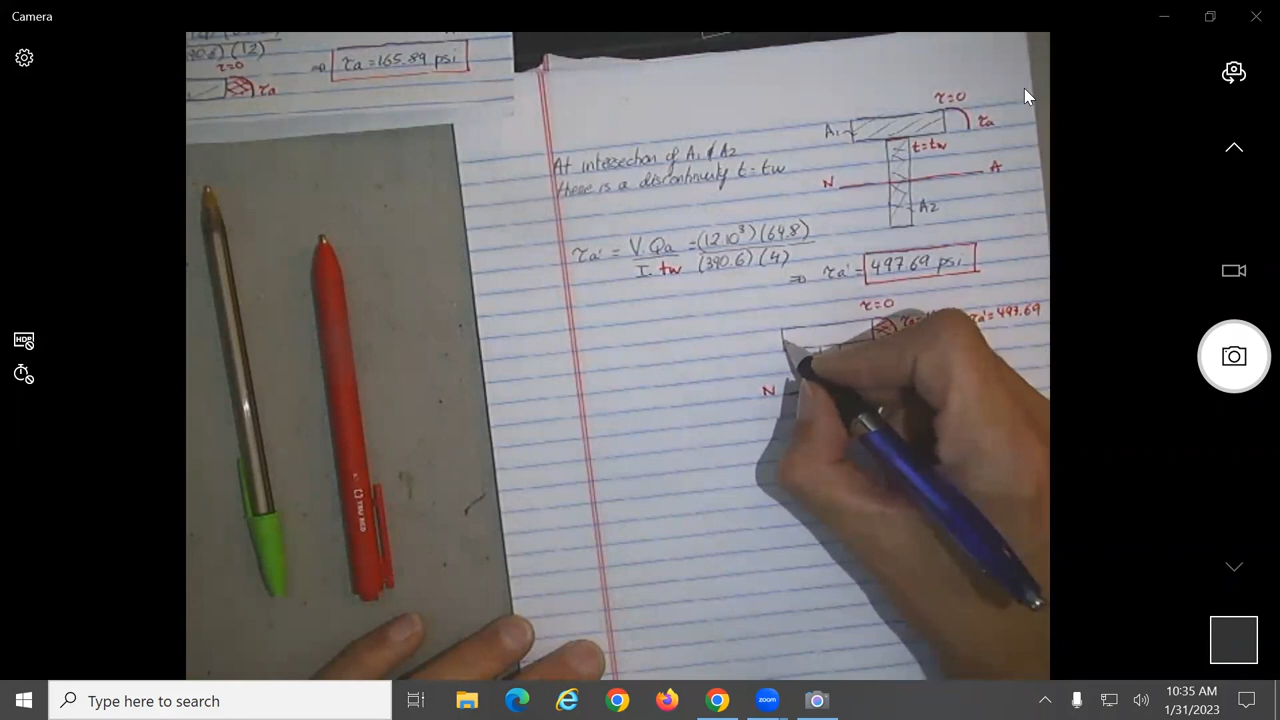 Camera
(12)
τ=0
⇒ τa=165.89 psi
τa
At intersection of A1 & A2
there is a discontinuity t=tw
τ=0
A1
τa
t=tw
N
A
A2
τa' = V.Qa = (12.10³)(64.8)
I.tw (390.6)(4)
⇒ τa' = 497.69 psi
τ=0
τa'=497.69
N
HDR
Type here to search
zoom
10:35 AM
1/31/2023